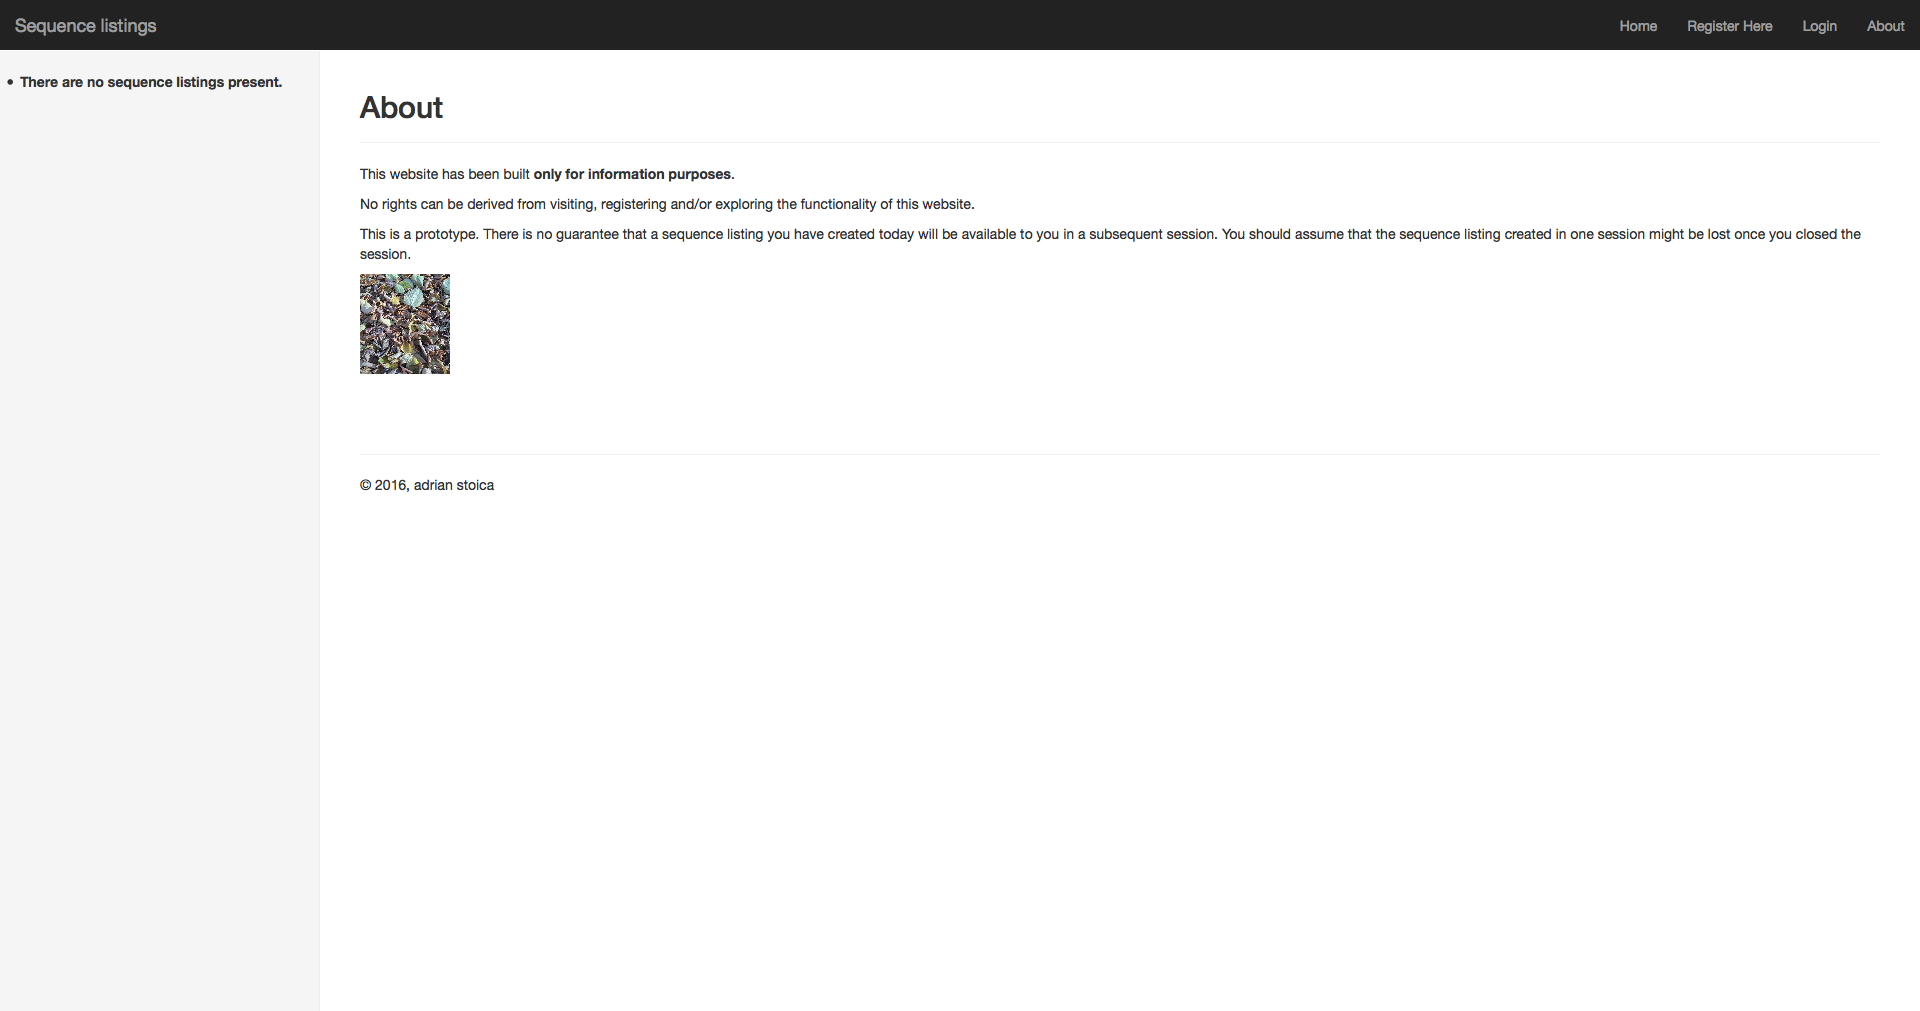 Sequence listings
Home Register Here Login About
There are no sequence listings present.
About
This website has been built only for information purposes.
No rights can be derived from visiting, registering and/or exploring the functionality of this website.
This is a prototype. There is no guarantee that a sequence listing you have created today will be available to you in a subsequent session. You should assume that the sequence listing created in one session might be lost once you closed the
session.
© 2016, adrian stoica